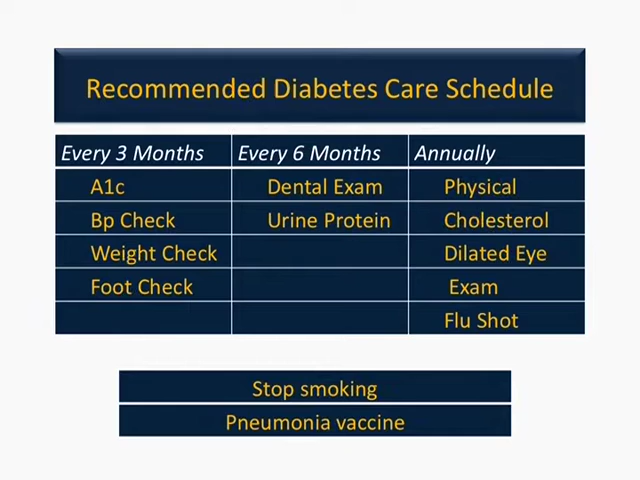 Recommended Diabetes Care Schedule
Every 3 Months Every 6 Months Annually
A1c Dental Exam Physical
Bp Check Urine Protein Cholesterol
Weight Check Dilated Eye
Foot Check Exam
Flu Shot
Stop smoking
Pneumonia vaccine